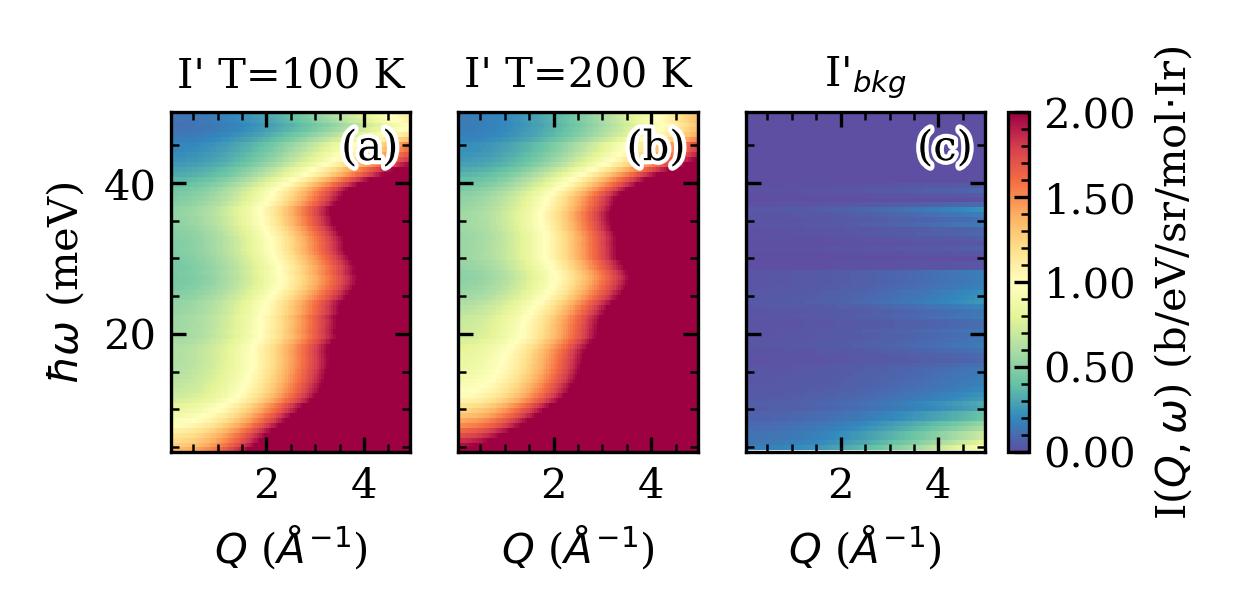 I' T=100 K
I' T=200 K
I'bkg
(a)
(b)
(c)
40
20
ħω (meV)
2 4
2 4
2 4
Q (Å⁻¹)
Q (Å⁻¹)
Q (Å⁻¹)
2.00
1.50
1.00
0.50
0.00
I(Q, ω) (b/eV/sr/mol·Ir)